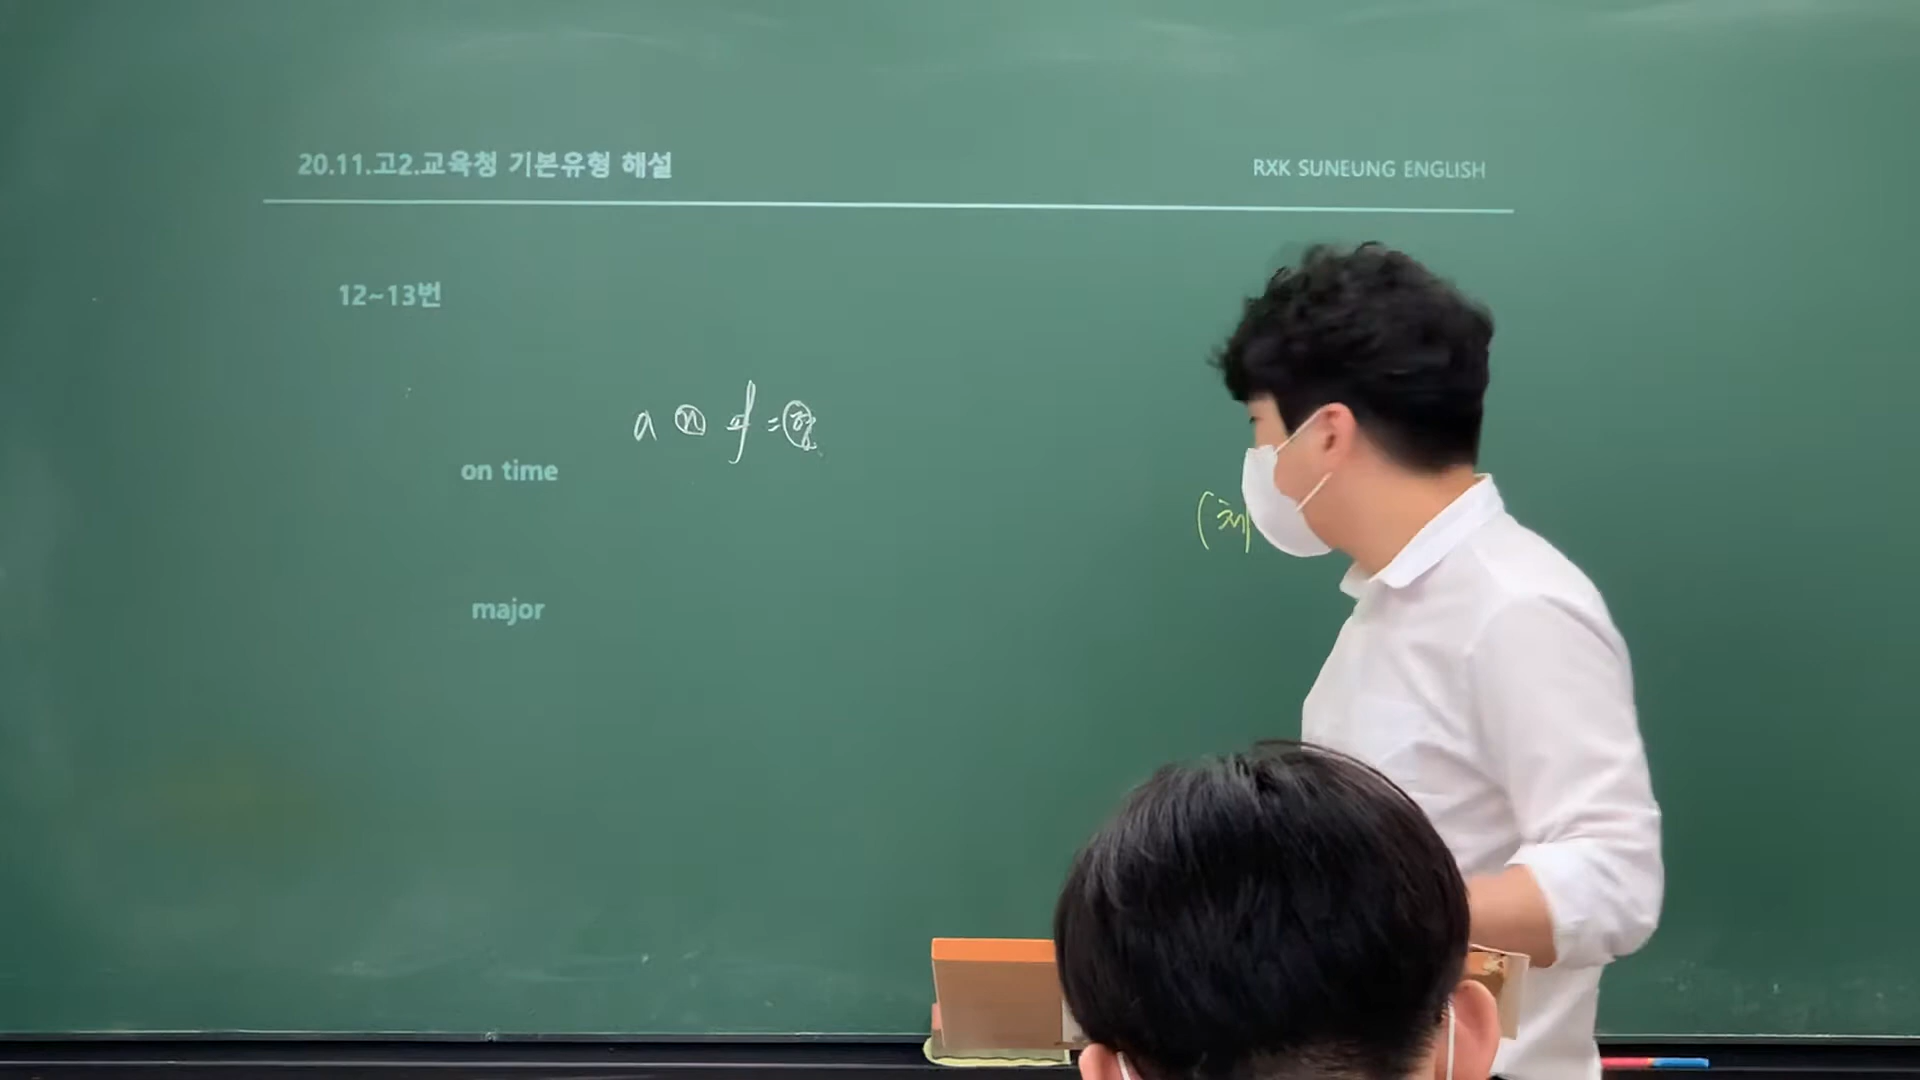 20.11.고2.교육청 기본유형 해설
RXK SUNEUNG ENGLISH
12~13번
a n of =
on time
major